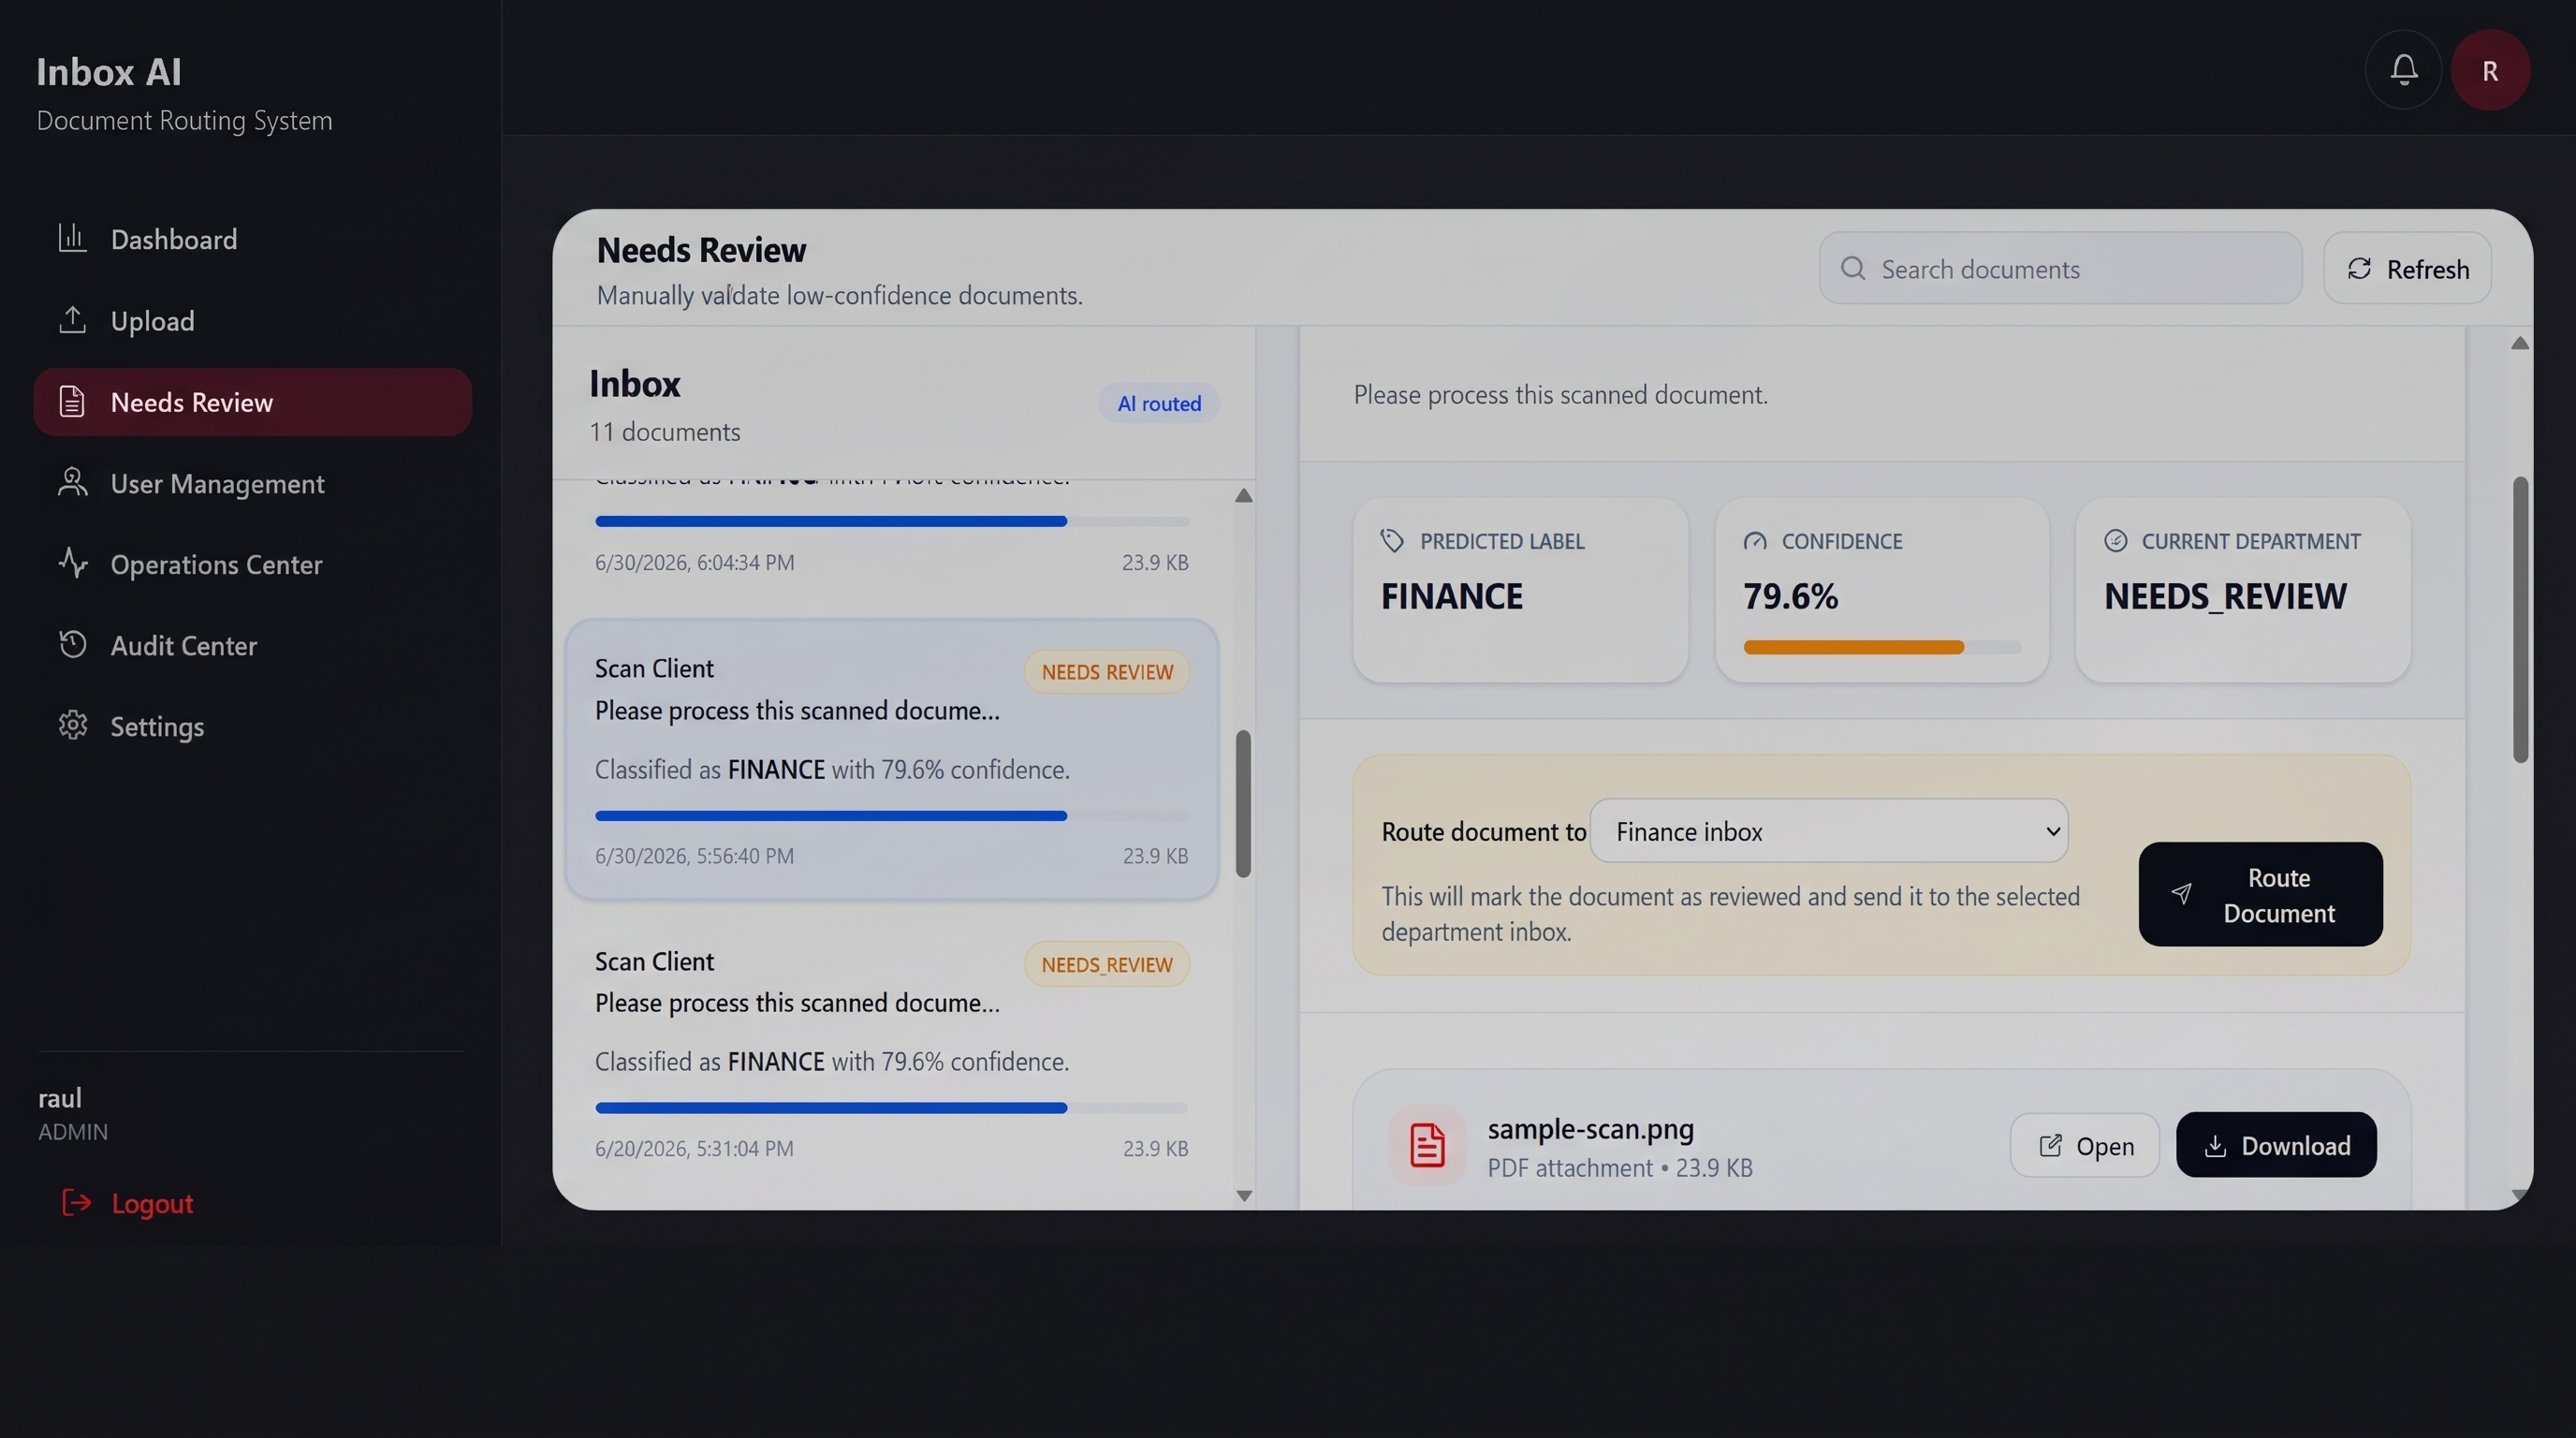 Inbox AI
Document Routing System
Dashboard
Upload
Needs Review
User Management
Operations Center
Audit Center
Settings
raul
ADMIN
Logout
R
Needs Review
Manually validate low-confidence documents.
Search documents
Refresh
Inbox
11 documents
AI routed
Classified as
confidence.
6/30/2026, 6:04:34 PM
23.9 KB
Scan Client
NEEDS REVIEW
Please process this scanned docume...
Classified as FINANCE with 79.6% confidence.
6/30/2026, 5:56:40 PM
23.9 KB
Scan Client
NEEDS_REVIEW
Please process this scanned docume...
Classified as FINANCE with 79.6% confidence.
6/20/2026, 5:31:04 PM
23.9 KB
Please process this scanned document.
PREDICTED LABEL
FINANCE
CONFIDENCE
79.6%
CURRENT DEPARTMENT
NEEDS_REVIEW
Route document to
Finance inbox
This will mark the document as reviewed and send it to the selected
department inbox.
Route
Document
sample-scan.png
PDF attachment • 23.9 KB
Open
Download